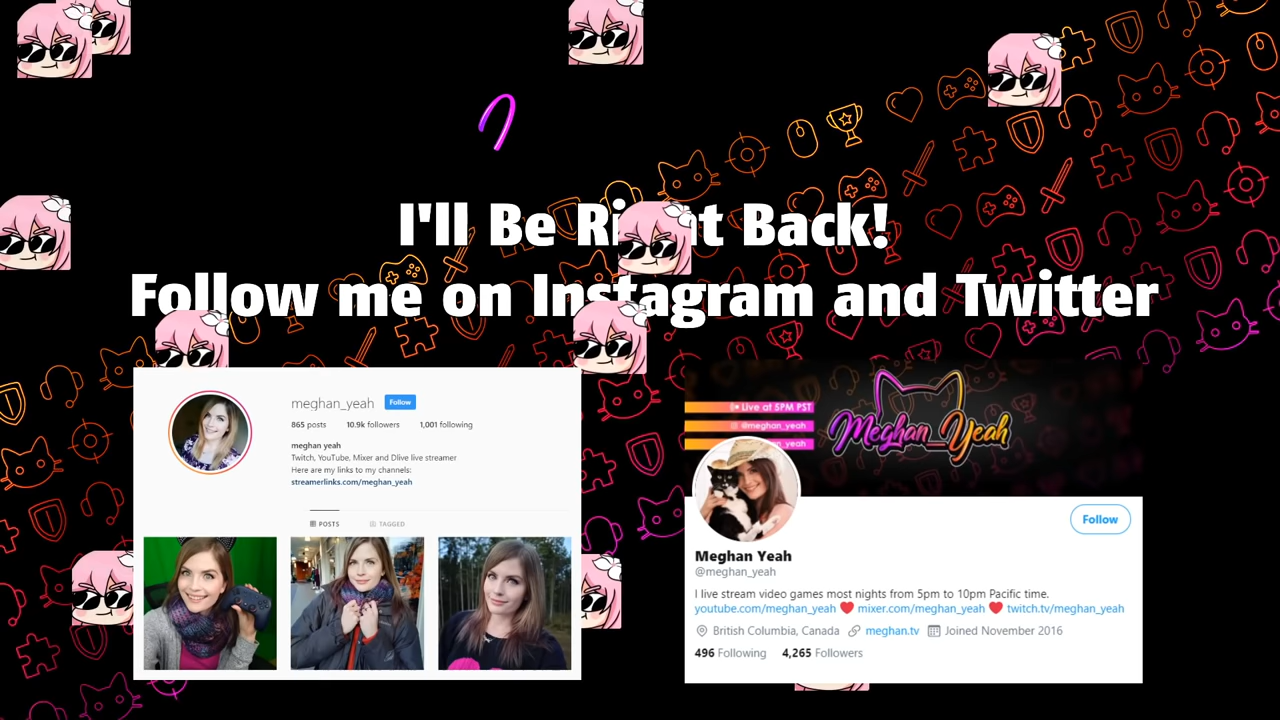 I'll Be Right Back!
Follow me on Instagram and Twitter
meghan_yeah Follow
865 posts 10.9k followers 1,001 following
meghan yeah
Twitch, YouTube, Mixer and Dlive live streamer
Here are my links to my channels:
streamerlinks.com/meghan_yeah
POSTS TAGGED
Live at 5PM PST
@meghan_yeah
yeah
Meghan_Yeah
Follow
Meghan Yeah
@meghan_yeah
I live stream video games most nights from 5pm to 10pm Pacific time.
youtube.com/meghan_yeah ❤️ mixer.com/meghan_yeah ❤️ twitch.tv/meghan_yeah
British Columbia, Canada meghan.tv Joined November 2016
496 Following 4,265 Followers